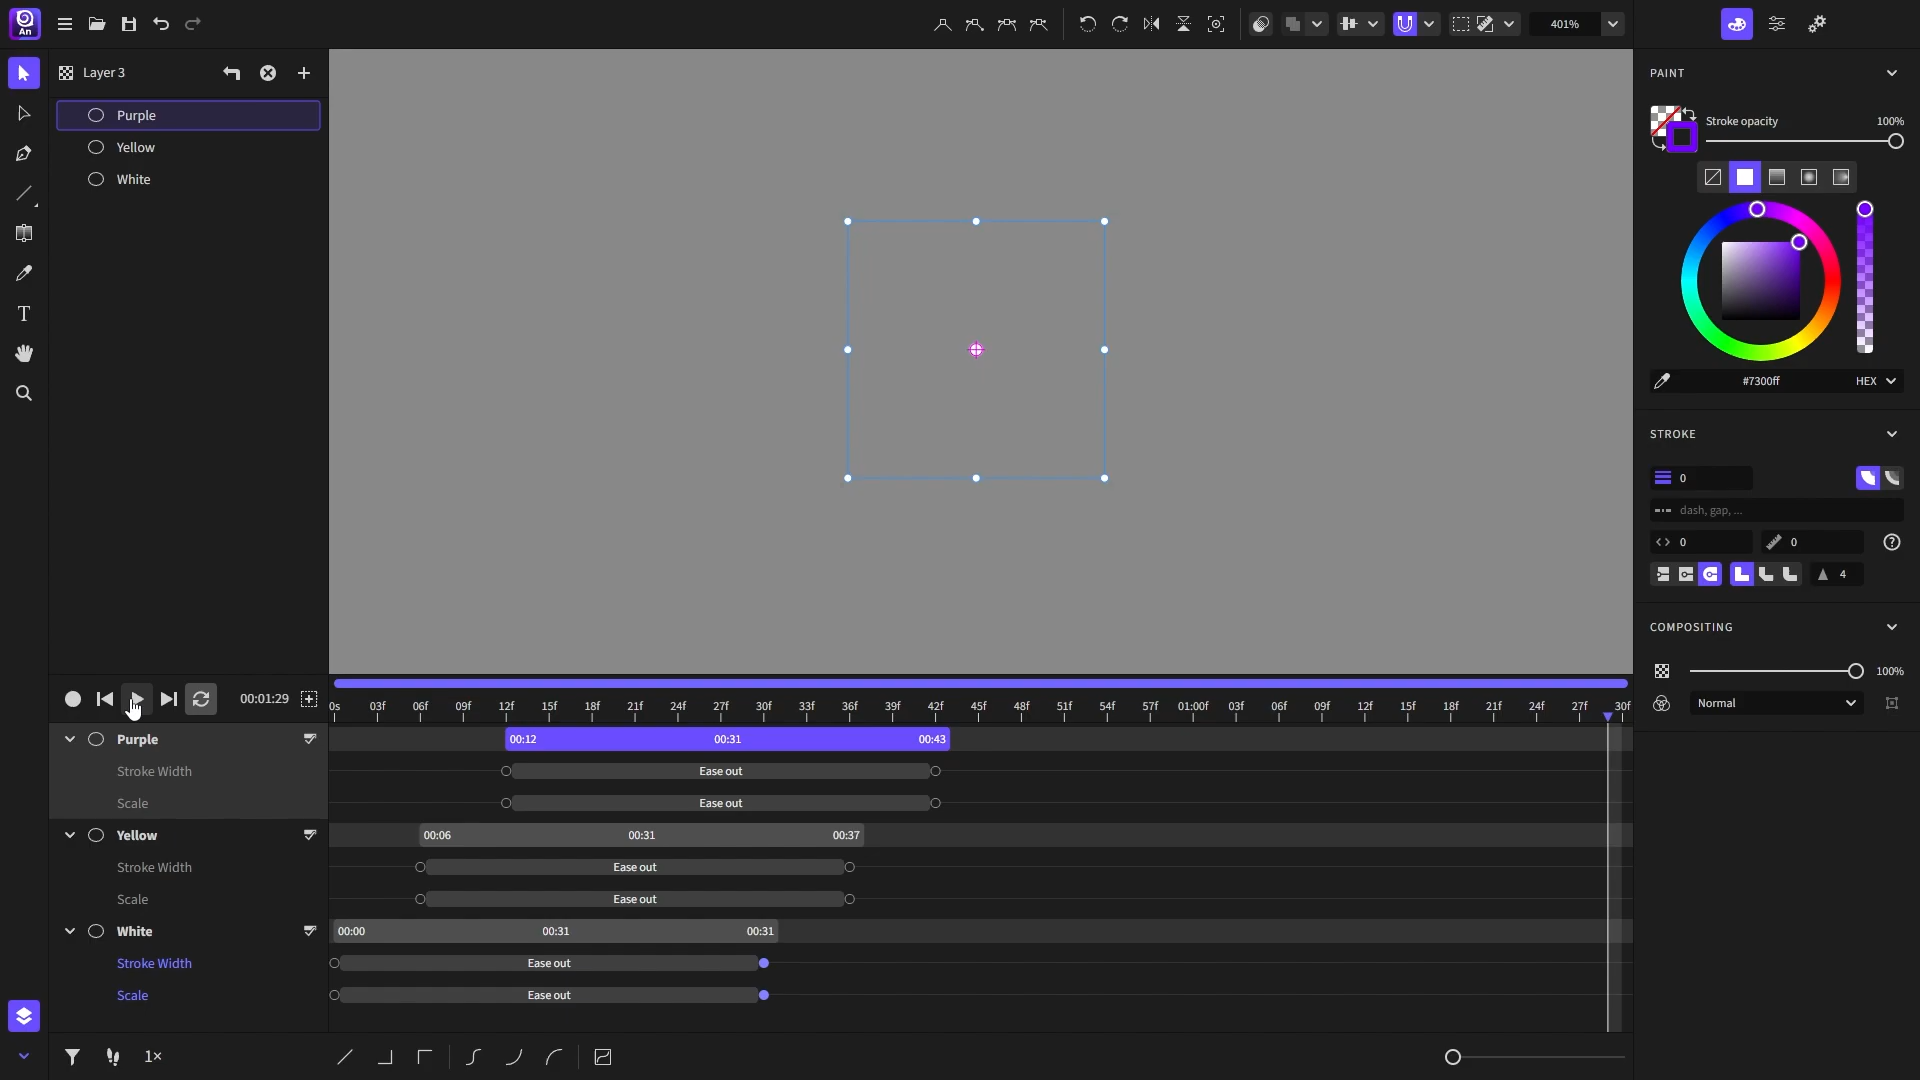 An
401%
Layer 3
Purple
Yellow
White
PAINT
Stroke opacity 100%
#7300ff HEX
STROKE
0
dash, gap, ...
0 0
4
COMPOSITING
100%
Normal
00:01:29
0s 03f 06f 09f 12f 15f 18f 21f 24f 27f 30f 33f 36f 39f 42f 45f 48f 51f 54f 57f 01:00f 03f 06f 09f 12f 15f 18f 21f 24f 27f 30f
Purple 00:12 00:31 00:43
Stroke Width Ease out
Scale Ease out
Yellow 00:06 00:31 00:37
Stroke Width Ease out
Scale Ease out
White 00:00 00:31 00:31
Stroke Width Ease out
Scale Ease out
1×